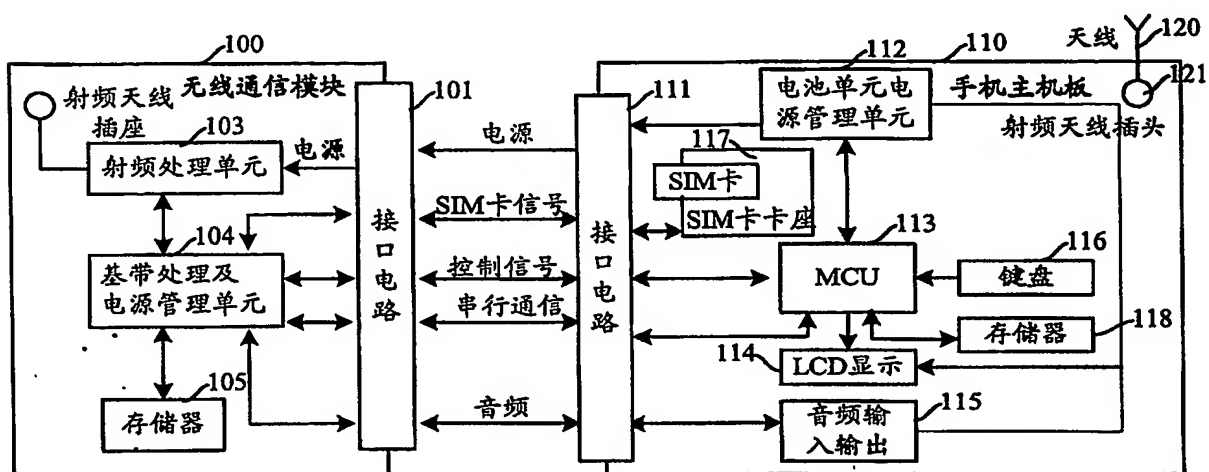 100
无线通信模块
射频天线
插座
103
射频处理单元
电源
104
基带处理及
电源管理单元
105
存储器
101
接口电路
电源
SIM卡信号
控制信号
串行通信
音频
111
接口电路
112
110
天线
120
121
电池单元电
源管理单元
手机主机板
射频天线插头
117
SIM卡
SIM卡卡座
113
MCU
116
键盘
118
存储器
114
LCD显示
115
音频输
入输出